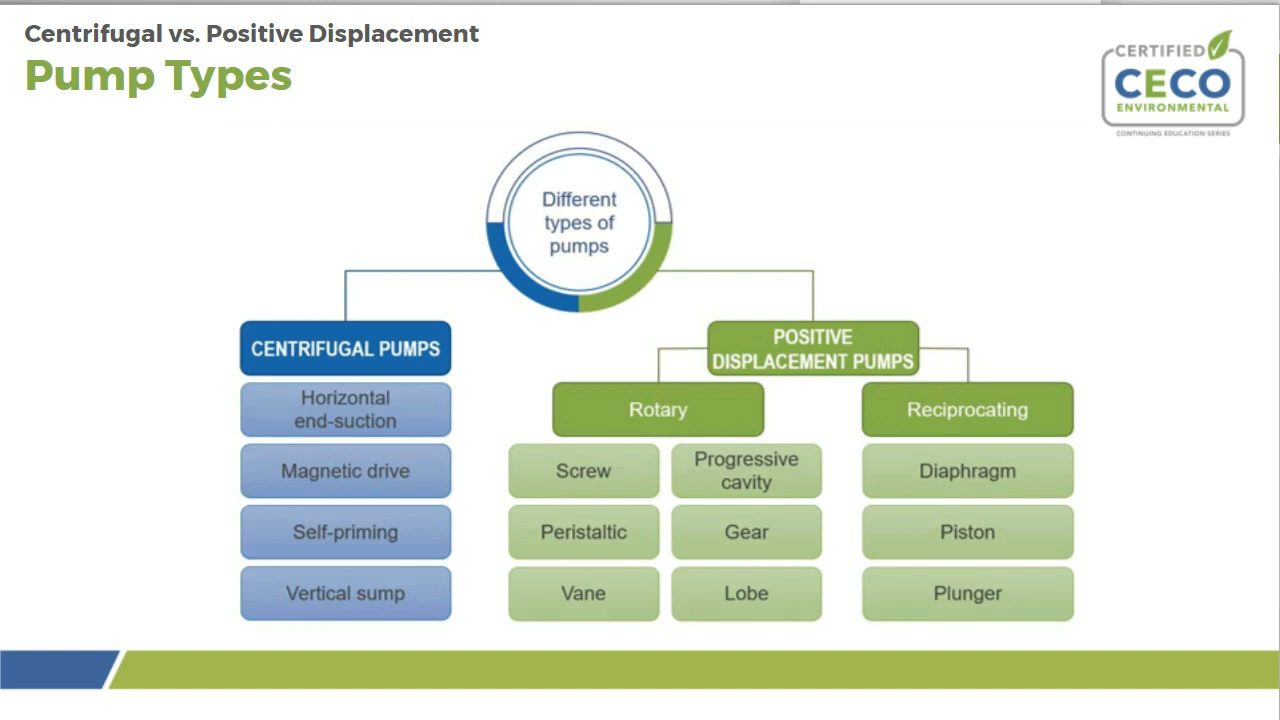 Centrifugal vs. Positive Displacement
Pump Types
CERTIFIED
CECO
ENVIRONMENTAL
CONTINUING EDUCATION SERIES
Different
types of
pumps
CENTRIFUGAL PUMPS
Horizontal
end-suction
Magnetic drive
Self-priming
Vertical sump
POSITIVE
DISPLACEMENT PUMPS
Rotary
Screw
Progressive
cavity
Peristaltic
Gear
Vane
Lobe
Reciprocating
Diaphragm
Piston
Plunger